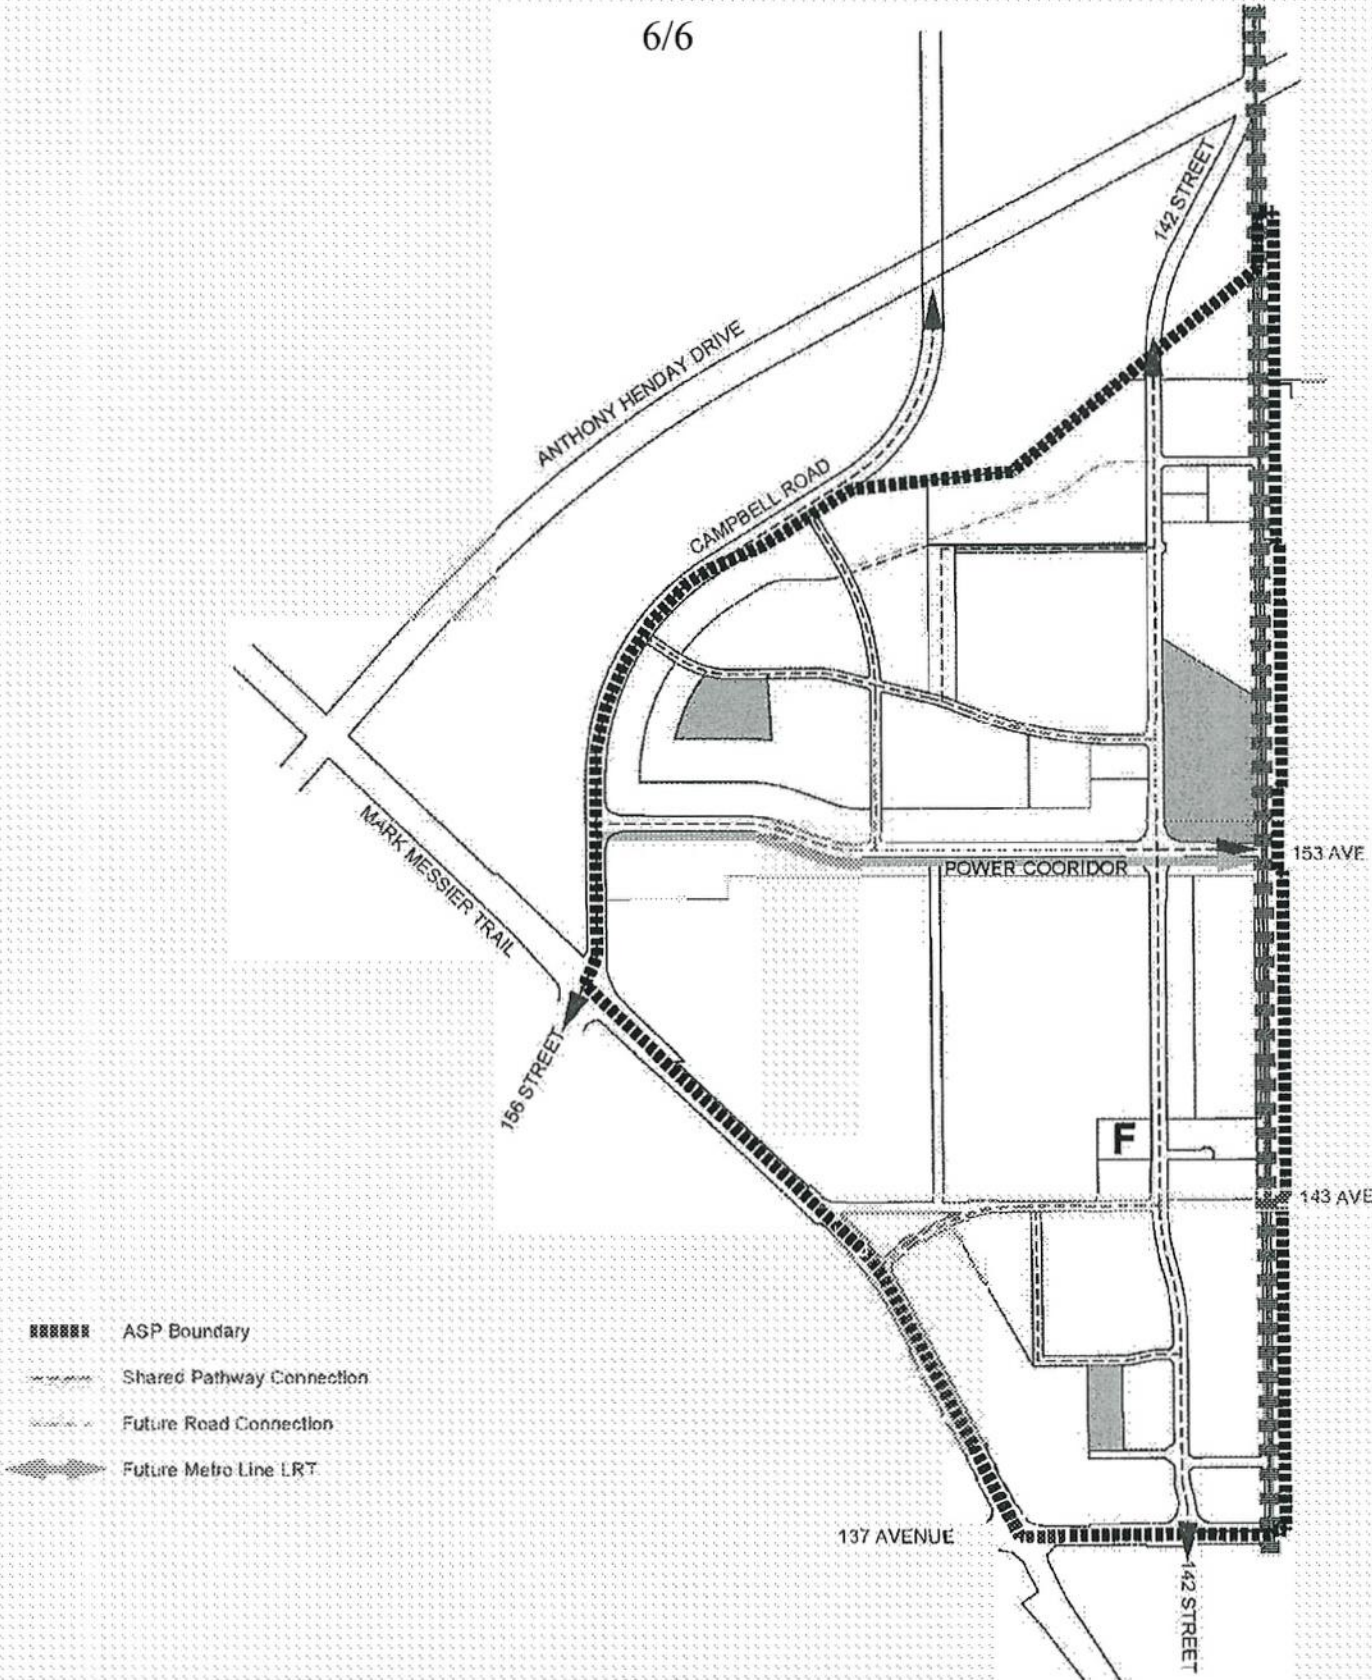 6/6
142 STREET
ANTHONY HENDAY DRIVE
CAMPBELL ROAD
MARK MESSIER TRAIL
153 AVE
POWER COORIDOR
156 STREET
F
143 AVE
ASP Boundary
Shared Pathway Connection
Future Road Connection
Future Metro Line LRT
137 AVENUE
142 STREET